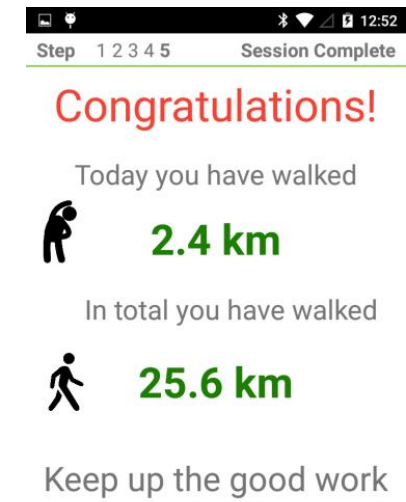 12:52
Step 1 2 3 4 5 Session Complete
Congratulations!
Today you have walked
2.4 km
In total you have walked
25.6 km
Keep up the good work